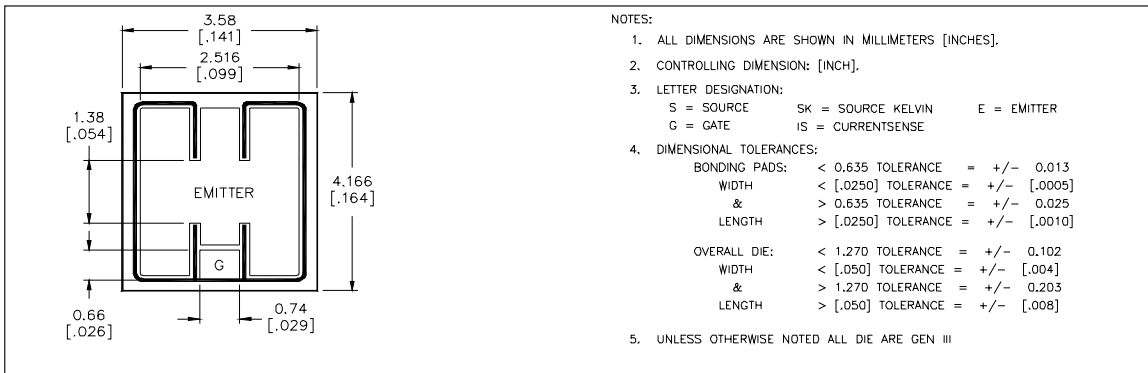 3.58
[.141]
2.516
[.099]
1.38
[.054]
EMITTER
4.166
[.164]
G
0.66
[.026]
0.74
[.029]
NOTES:
1. ALL DIMENSIONS ARE SHOWN IN MILLIMETERS [INCHES].
2. CONTROLLING DIMENSION: [INCH].
3. LETTER DESIGNATION:
S = SOURCE SK = SOURCE KELVIN E = EMITTER
G = GATE IS = CURRENTSENSE
4. DIMENSIONAL TOLERANCES:
BONDING PADS: < 0.635 TOLERANCE = +/- 0.013
WIDTH < [.0250] TOLERANCE = +/- [.0005]
& > 0.635 TOLERANCE = +/- 0.025
LENGTH > [.0250] TOLERANCE = +/- [.0010]
OVERALL DIE: < 1.270 TOLERANCE = +/- 0.102
WIDTH < [.050] TOLERANCE = +/- [.004]
& > 1.270 TOLERANCE = +/- 0.203
LENGTH > [.050] TOLERANCE = +/- [.008]
5. UNLESS OTHERWISE NOTED ALL DIE ARE GEN III